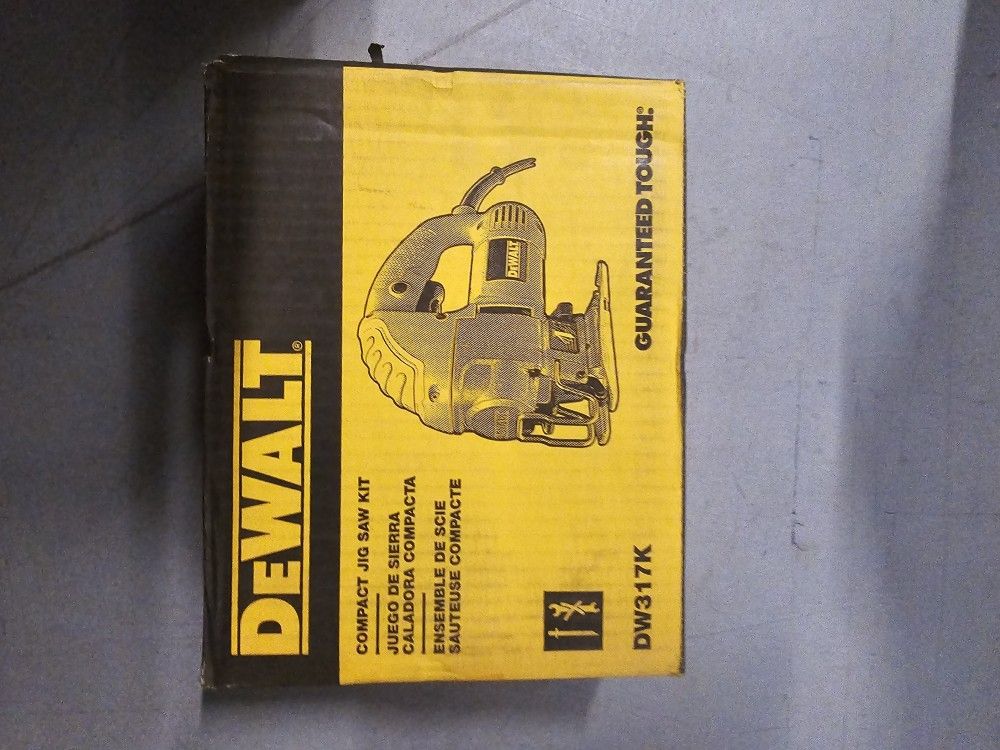 DEWALT®
COMPACT JIG SAW KIT
JUEGO DE SIERRA
CALADORA COMPACTA
ENSEMBLE DE SCIE
SAUTEUSE COMPACTE
DEWALT
DW317K
GUARANTEED TOUGH®